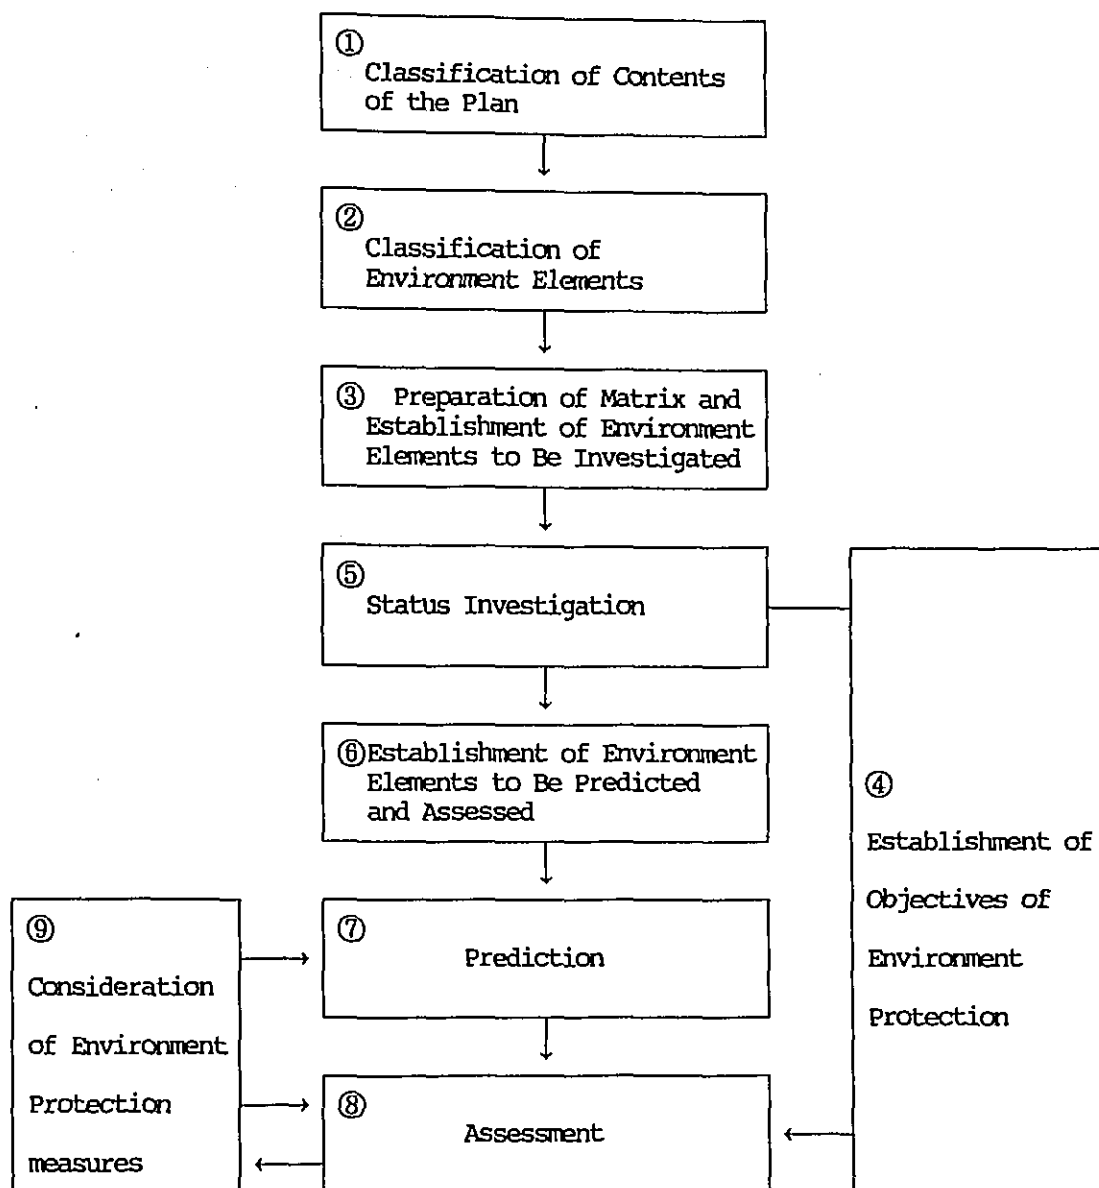 ①
Classification of Contents
of the Plan
②
Classification of
Environment Elements
③ Preparation of Matrix and
Establishment of Environment
Elements to Be Investigated
⑤
Status Investigation
⑥Establishment of Environment
Elements to Be Predicted
and Assessed
④
Establishment of
Objectives of
Environment
Protection
⑦
Prediction
⑨
Consideration
of Environment
Protection
measures
⑧
Assessment